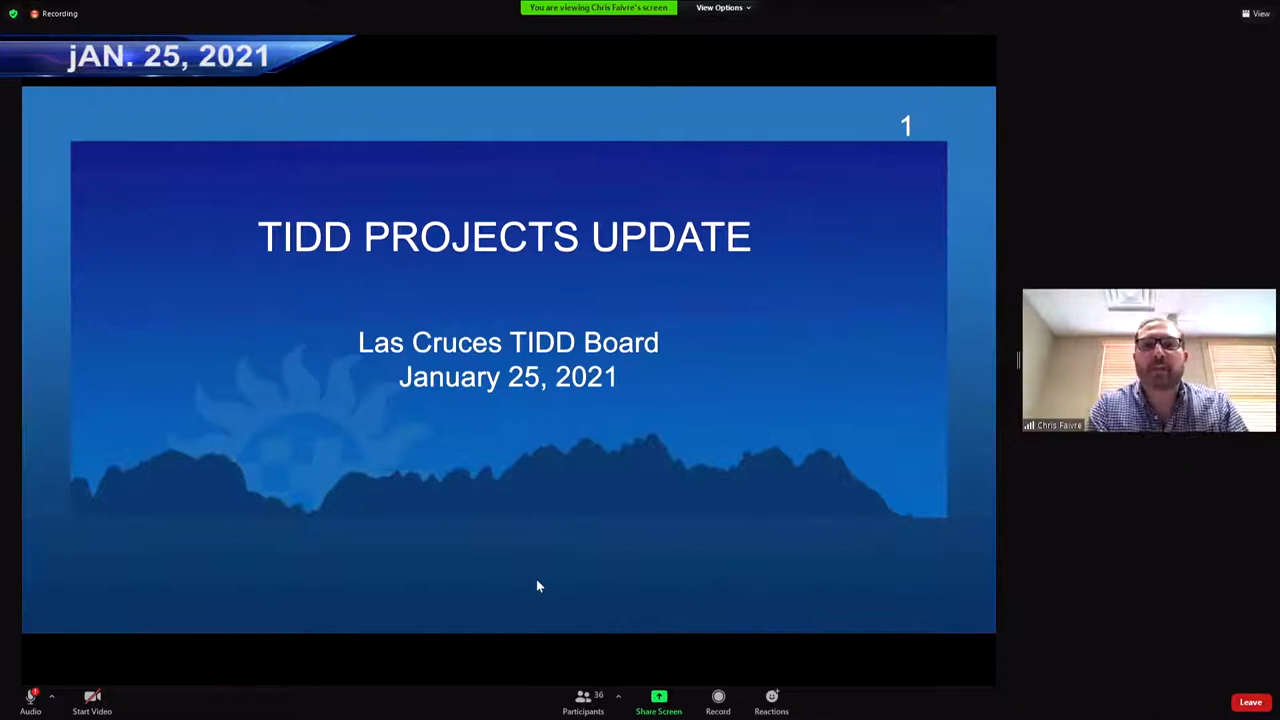 Recording
You are viewing Chris Faivre's screen
View Options
View
jAN. 25, 2021
1
TIDD PROJECTS UPDATE
Las Cruces TIDD Board
January 25, 2021
Chris Faivre
Audio
Start Video
36
Participants
Share Screen
Record
Reactions
Leave